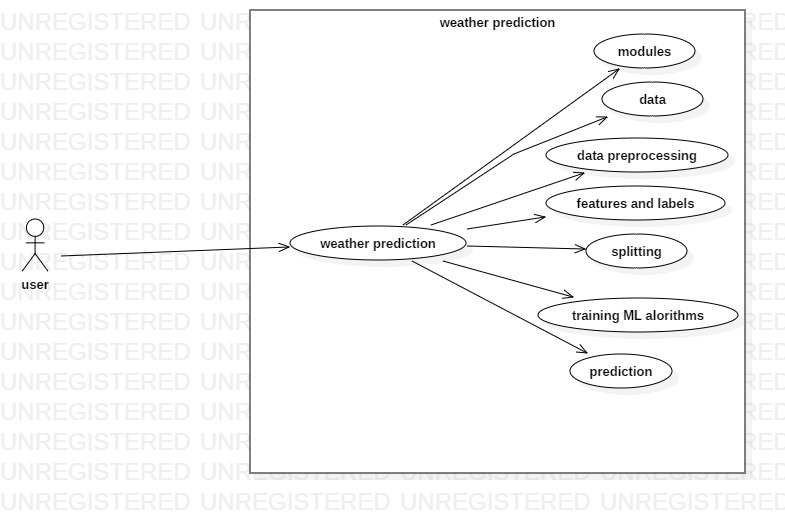 weather prediction
modules
data
data preprocessing
features and labels
weather prediction
splitting
user
training ML alorithms
prediction
UNREGISTERED UNREGISTERED UNREGISTERED UNREGISTERED